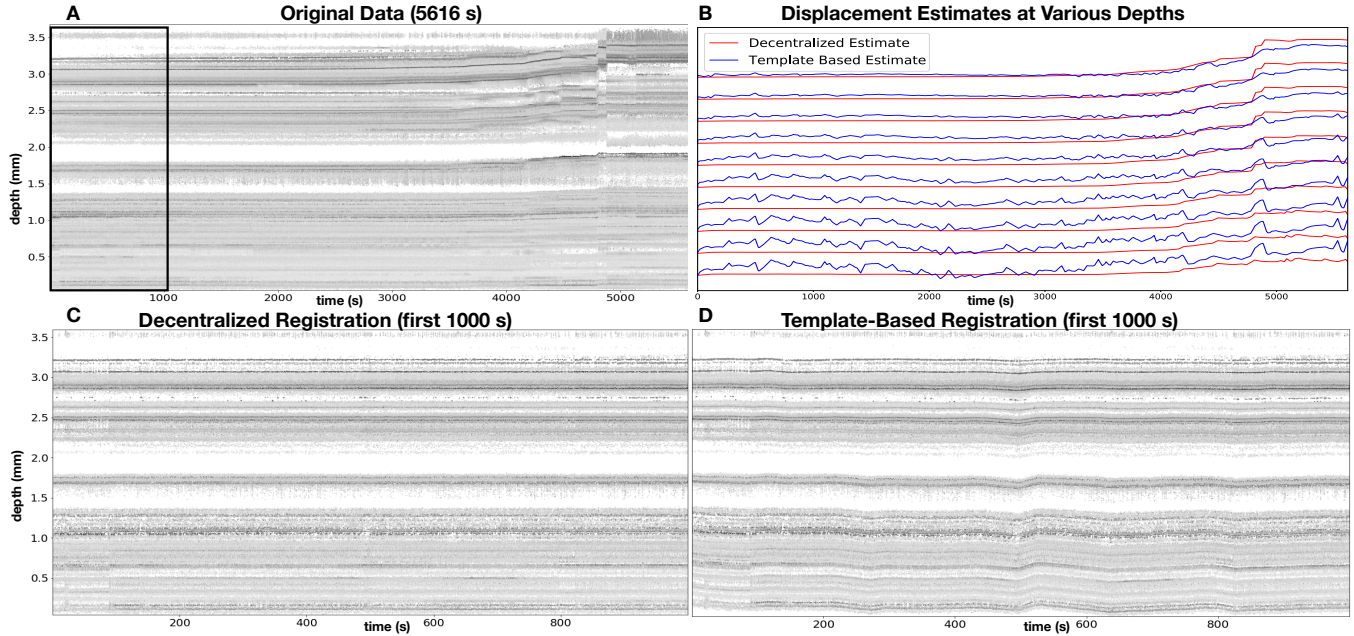 A Original Data (5616 s)
3.5
3.0
2.5
2.0
1.5
1.0
0.5
depth (mm)
1000 2000 3000 4000 5000
time (s)
B Displacement Estimates at Various Depths
Decentralized Estimate
Template Based Estimate
0 1000 2000 3000 4000 5000
time (s)
C Decentralized Registration (first 1000 s)
3.5
3.0
2.5
2.0
1.5
1.0
0.5
depth (mm)
200 400 600 800
time (s)
D Template-Based Registration (first 1000 s)
200 400 600 800
time (s)